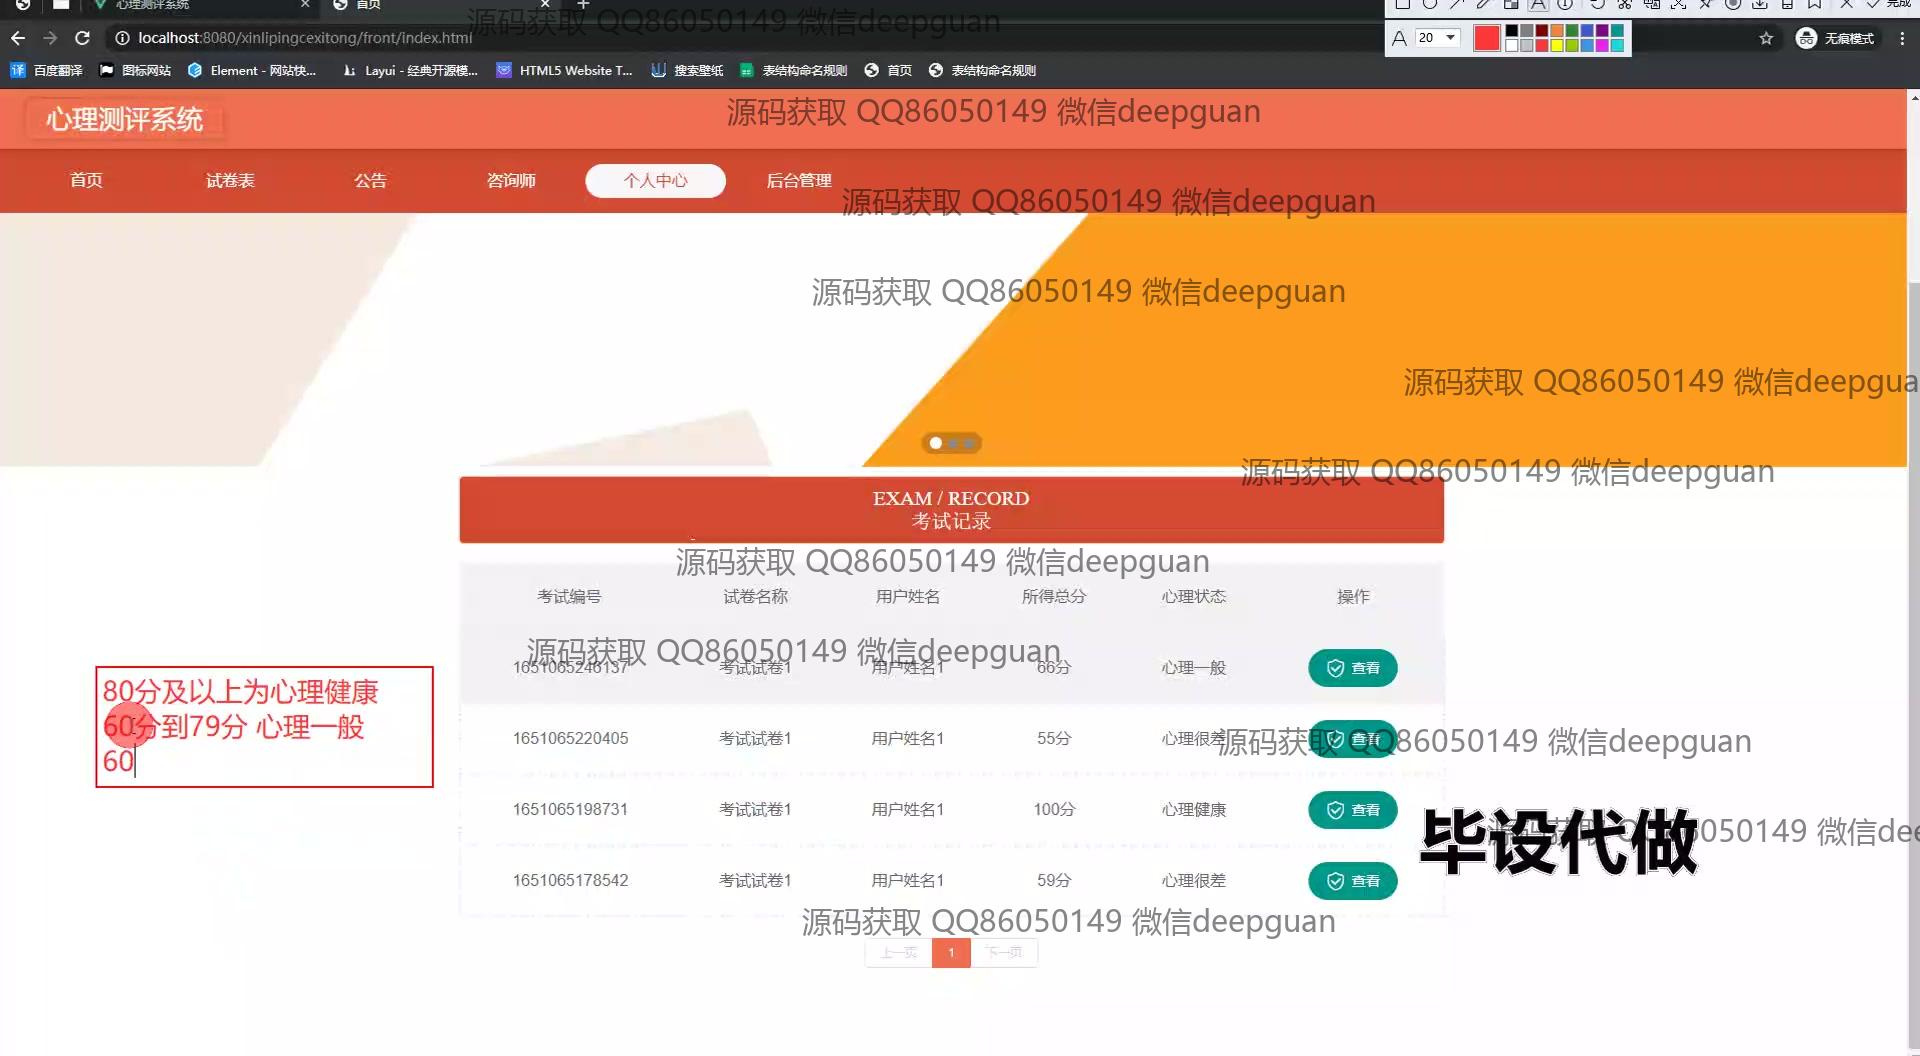 心理测评系统
首页
完成
localhost:8080/xinlipingcexitong/front/index.html
源码获取 QQ86050149 微信deepguan
A 20
无痕模式
百度翻译
图标网站
Element - 网站快...
Layui - 经典开源模...
HTML5 Website T...
搜索壁纸
表结构命名规则
首页
表结构命名规则
心理测评系统
源码获取 QQ86050149 微信deepguan
首页
试卷表
公告
咨询师
个人中心
后台管理
源码获取 QQ86050149 微信deepguan
源码获取 QQ86050149 微信deepguan
源码获取 QQ86050149 微信deepgua
源码获取 QQ86050149 微信deepguan
EXAM / RECORD
考试记录
源码获取 QQ86050149 微信deepguan
考试编号 试卷名称 用户姓名 所得总分 心理状态 操作
源码获取 QQ86050149 微信deepguan
1651065246137 考试试卷1 用户姓名1 66分 心理一般 查看
80分及以上为心理健康
60分到79分 心理一般
60
1651065220405 考试试卷1 用户姓名1 55分 心理很差 查看
源码获取 QQ86050149 微信deepguan
1651065198731 考试试卷1 用户姓名1 100分 心理健康 查看
毕设代做
源码获取 QQ86050149 微信dee
1651065178542 考试试卷1 用户姓名1 59分 心理很差 查看
源码获取 QQ86050149 微信deepguan
上一页 1 下一页